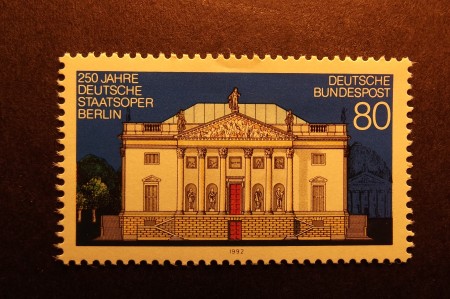 250 JAHRE
DEUTSCHE
STAATSOPER
BERLIN
DEUTSCHE
BUNDESPOST
80
1992